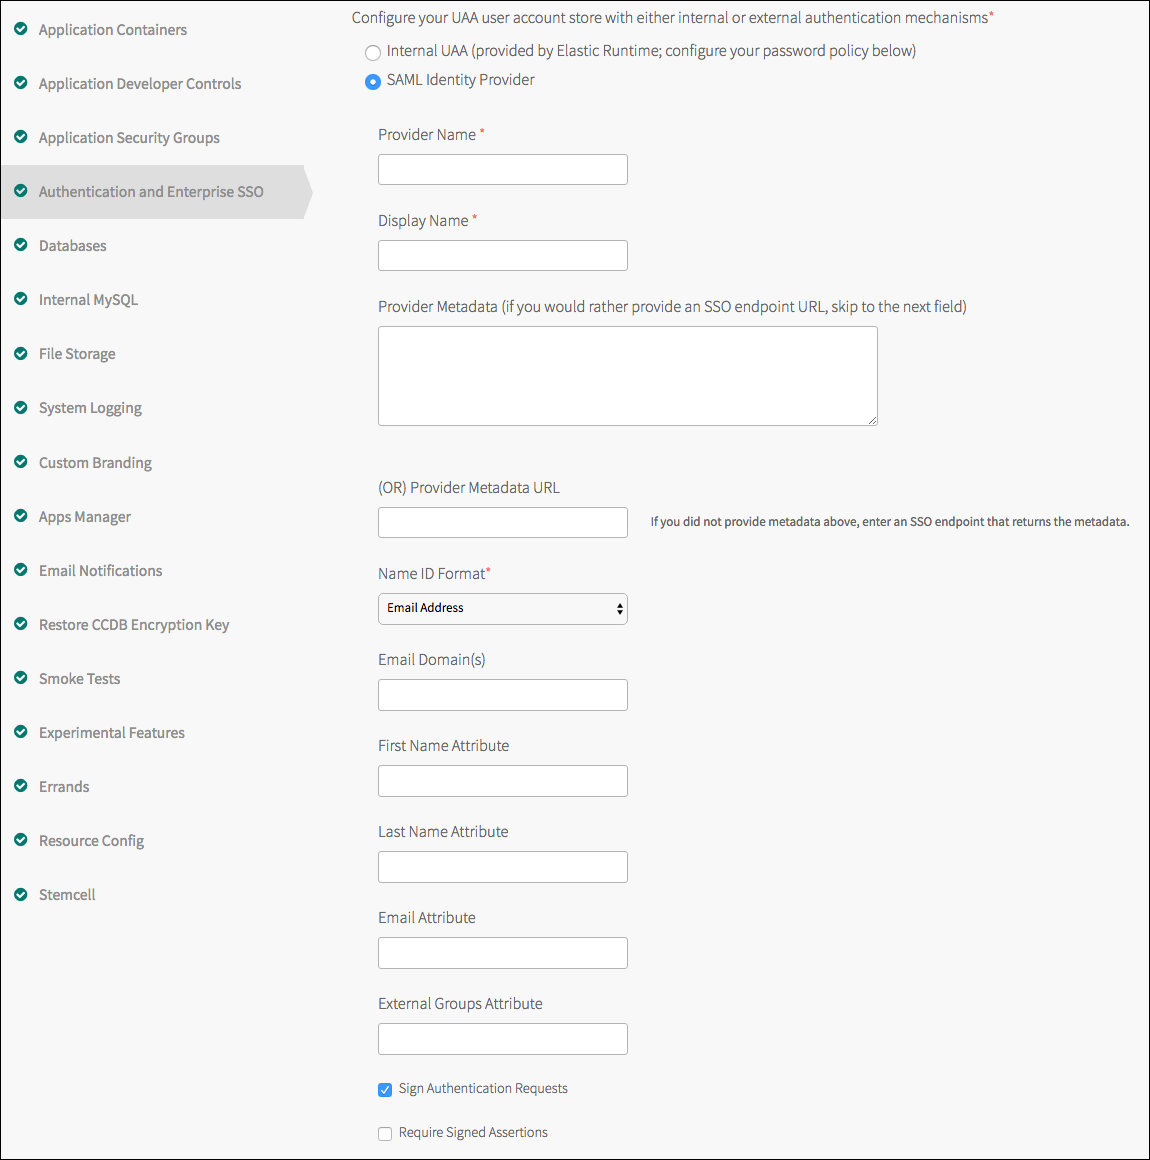 Application Containers
Application Developer Controls
Application Security Groups
Authentication and Enterprise SSO
Databases
Internal MySQL
File Storage
System Logging
Custom Branding
Apps Manager
Email Notifications
Restore CCDB Encryption Key
Smoke Tests
Experimental Features
Errands
Resource Config
Stemcell
Configure your UAA user account store with either internal or external authentication mechanisms*
Internal UAA (provided by Elastic Runtime; configure your password policy below)
SAML Identity Provider
Provider Name *
Display Name *
Provider Metadata (if you would rather provide an SSO endpoint URL, skip to the next field)
(OR) Provider Metadata URL
If you did not provide metadata above, enter an SSO endpoint that returns the metadata.
Name ID Format*
Email Address
Email Domain(s)
First Name Attribute
Last Name Attribute
Email Attribute
External Groups Attribute
Sign Authentication Requests
Require Signed Assertions